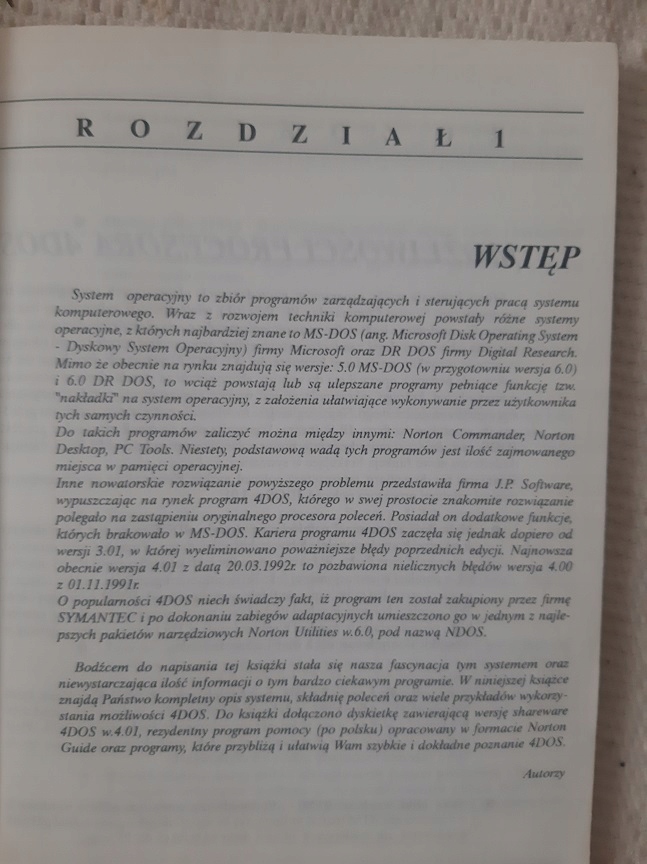 ROZDZIAŁ 1
WSTĘP
System operacyjny to zbiór programów zarządzających i sterujących pracą systemu
komputerowego. Wraz z rozwojem techniki komputerowej powstały różne systemy
operacyjne, z których najbardziej znane to MS-DOS (ang. Microsoft Disk Operating System
- Dyskowy System Operacyjny) firmy Microsoft oraz DR DOS firmy Digital Research.
Mimo że obecnie na rynku znajdują się wersje: 5.0 MS-DOS (w przygotowniu wersja 6.0)
i 6.0 DR DOS, to wciąż powstają lub są ulepszane programy pełniące funkcję tzw.
"nakładki" na system operacyjny, z założenia ułatwiające wykonywanie przez użytkownika
tych samych czynności.
Do takich programów zaliczyć można między innymi: Norton Commander, Norton
Desktop, PC Tools. Niestety, podstawową wadą tych programów jest ilość zajmowanego
miejsca w pamięci operacyjnej.
Inne nowatorskie rozwiązanie powyższego problemu przedstawiła firma J.P. Software,
wypuszczając na rynek program 4DOS, którego w swej prostocie znakomite rozwiązanie
polegało na zastąpieniu oryginalnego procesora poleceń. Posiadał on dodatkowe funkcje,
których brakowało w MS-DOS. Kariera programu 4DOS zaczęła się jednak dopiero od
wersji 3.01, w której wyeliminowano poważniejsze błędy poprzednich edycji. Najnowsza
obecnie wersja 4.01 z datą 20.03.1992r. to pozbawiona nielicznych błędów wersja 4.00
z 01.11.1991r.
O popularności 4DOS niech świadczy fakt, iż program ten został zakupiony przez firmę
SYMANTEC i po dokonaniu zabiegów adaptacyjnych umieszczono go w jednym z najle-
pszych pakietów narzędziowych Norton Utilities w.6.0, pod nazwą NDOS.
Bodźcem do napisania tej książki stała się nasza fascynacja tym systemem oraz
niewystarczająca ilość informacji o tym bardzo ciekawym programie. W niniejszej książce
znajdą Państwo kompletny opis systemu, składnię poleceń oraz wiele przykładów wykorzy-
stania możliwości 4DOS. Do książki dołączono dyskietkę zawierającą wersję shareware
4DOS w.4.01, rezydentny program pomocy (po polsku) opracowany w formacie Norton
Guide oraz programy, które przybliżą i ułatwią Wam szybkie i dokładne poznanie 4DOS.
Autorzy